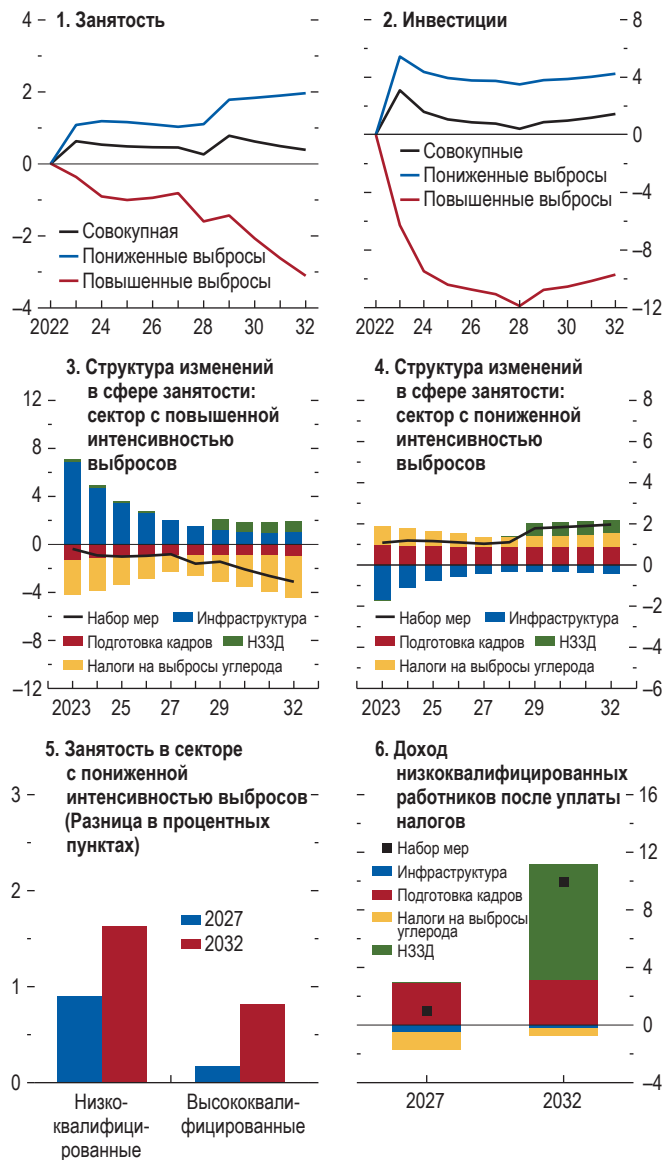 1. Занятость
4
2
0
–2
–4
Совокупная
Пониженные выбросы
Повышенные выбросы
2022 24 26 28 30 32
2. Инвестиции
8
4
0
–4
–8
–12
Совокупные
Пониженные выбросы
Повышенные выбросы
2022 24 26 28 30 32
3. Структура изменений
в сфере занятости:
сектор с повышенной
интенсивностью
выбросов
12
8
4
0
–4
–8
–12
Набор мер Инфраструктура
Подготовка кадров НЗЗД
Налоги на выбросы углерода
2023 25 27 29 32
4. Структура изменений
в сфере занятости:
сектор с пониженной
интенсивностью
выбросов
8
6
4
2
0
–2
–4
–6
Набор мер Инфраструктура
Подготовка кадров НЗЗД
Налоги на выбросы углерода
2023 25 27 29 32
5. Занятость в секторе
с пониженной
интенсивностью выбросов
(Разница в процентных
пунктах)
3
2
1
0
2027
2032
Низко-
квалифици-
рованные
Высококвали-
фицированные
6. Доход
низкоквалифицированных
работников после уплаты
налогов
16
12
8
4
0
–4
Набор мер
Инфраструктура
Подготовка кадров
Налоги на выбросы
углерода
НЗЗД
2027 2032